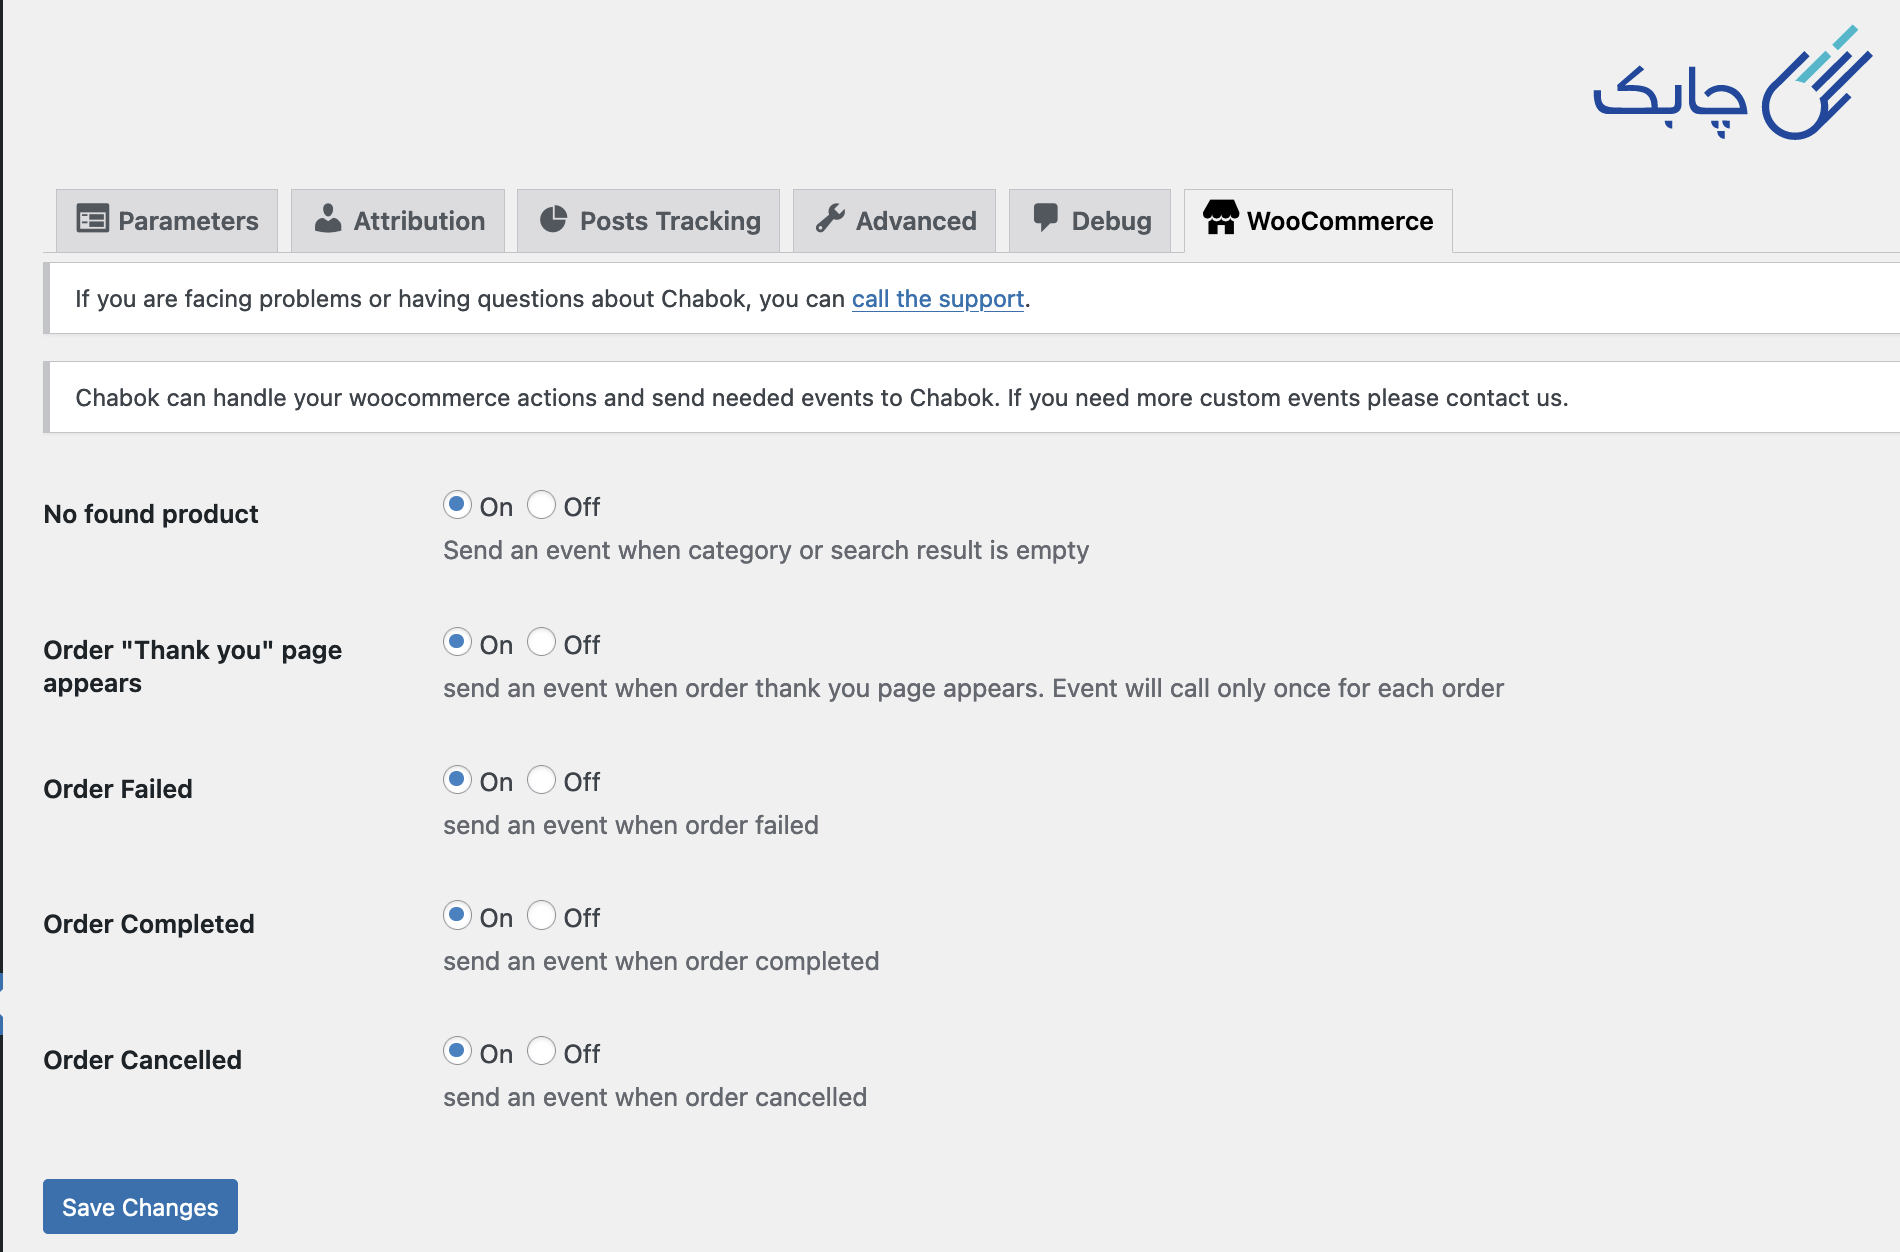 چابک
Parameters
Attribution
Posts Tracking
Advanced
Debug
WooCommerce
If you are facing problems or having questions about Chabok, you can call the support.
Chabok can handle your woocommerce actions and send needed events to Chabok. If you need more custom events please contact us.
No found product
On Off
Send an event when category or search result is empty
Order "Thank you" page
appears
On Off
send an event when order thank you page appears. Event will call only once for each order
Order Failed
On Off
send an event when order failed
Order Completed
On Off
send an event when order completed
Order Cancelled
On Off
send an event when order cancelled
Save Changes